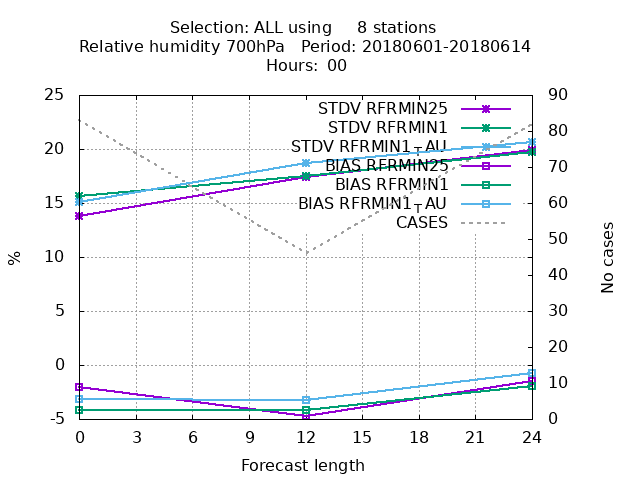 Selection: ALL using     8 stations
Relative humidity 700hPa   Period: 20180601-20180614
Hours: 00
25
20
15
10
5
0
-5
%
90
80
70
60
50
40
30
20
10
0
No cases
STDV RFRMIN25
STDV RFRMIN1
STDV RFRMIN1_AU
BIAS RFRMIN25
BIAS RFRMIN1
BIAS RFRMIN1_AU
CASES
0 3 6 9 12 15 18 21 24
Forecast length